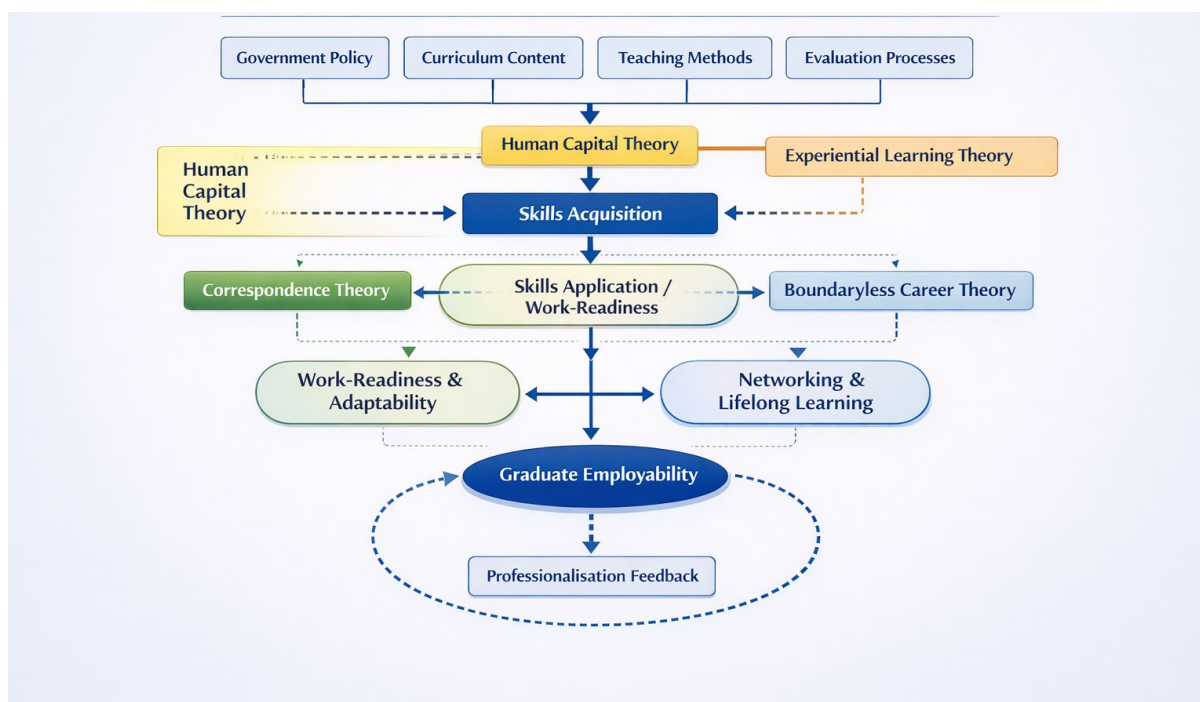 Government Policy
Curriculum Content
Teaching Methods
Evaluation Processes
Human Capital Theory
Experiential Learning Theory
Human
Capital
Theory
Skills Acquisition
Correspondence Theory
Skills Application /
Work-Readiness
Boundaryless Career Theory
Work-Readiness &
Adaptability
Networking &
Lifelong Learning
Graduate Employability
Professionalisation Feedback